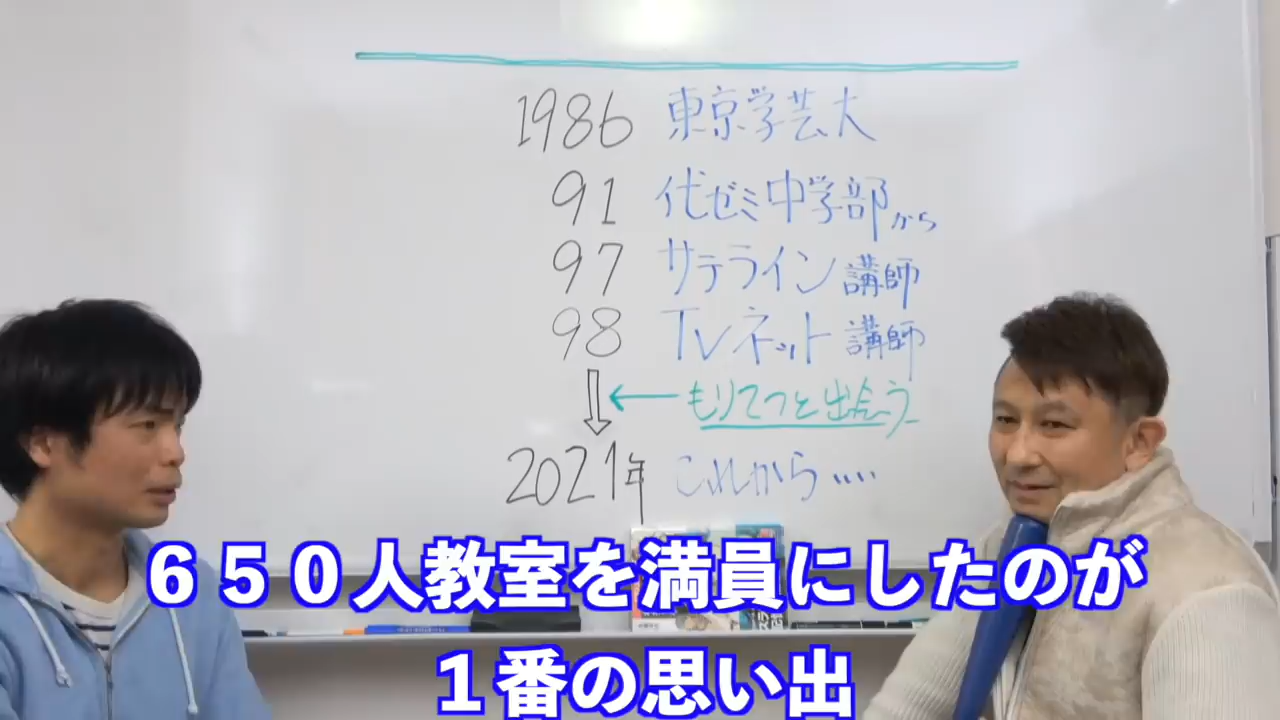 1986 東京学芸大
91 代ゼミ中学部から
97 サテライン講師
98 TVネット講師
⇓ ← もりてつと出会う
2021年 これから.....
６５０人教室を満員にしたのが
１番の思い出